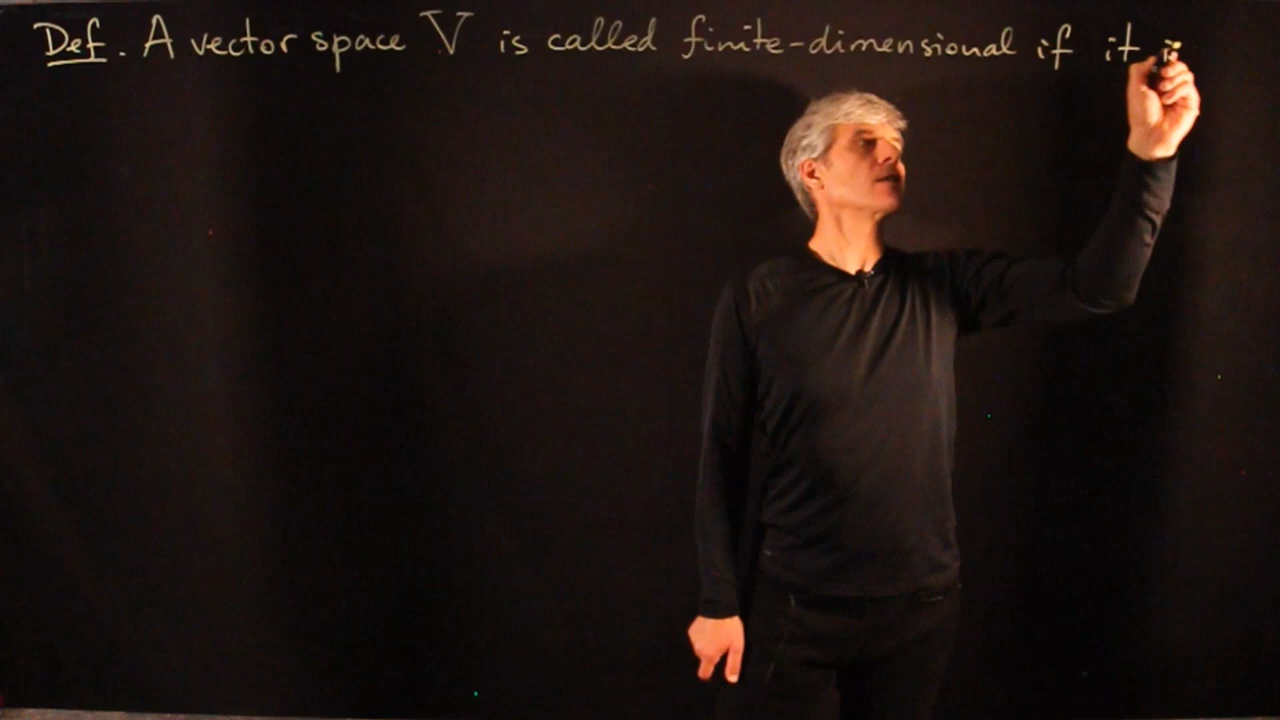 Def. A vector space V is called finite-dimensional if it